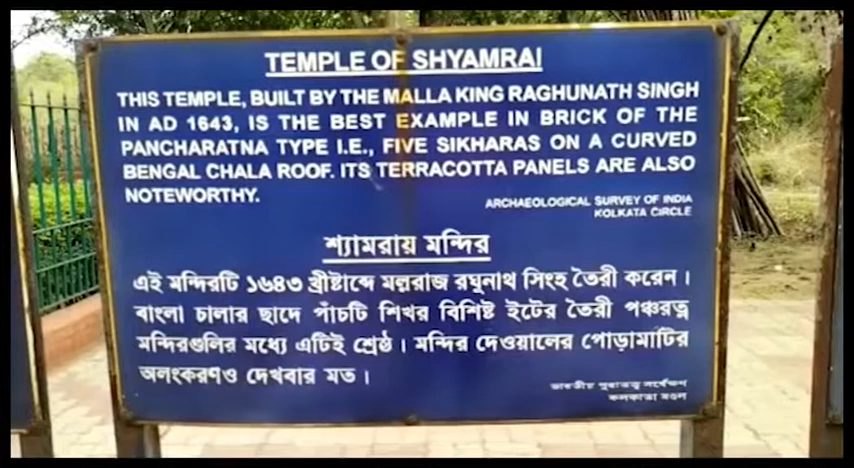 TEMPLE OF SHYAMRAI
THIS TEMPLE, BUILT BY THE MALLA KING RAGHUNATH SINGH
IN AD 1643, IS THE BEST EXAMPLE IN BRICK OF THE
PANCHARATNA TYPE I.E., FIVE SIKHARAS ON A CURVED
BENGAL CHALA ROOF. ITS TERRACOTTA PANELS ARE ALSO
NOTEWORTHY.
ARCHAEOLOGICAL SURVEY OF INDIA
KOLKATA CIRCLE
শ্যামরায় মন্দির
এই মন্দিরটি ১৬৪৩ খ্রীষ্টাব্দে মল্লরাজ রঘুনাথ সিংহ তৈরী করেন।
বাংলা চালার ছাদে পাঁচটি শিখর বিশিষ্ট ইটের তৈরী পঞ্চরত্ন
মন্দিরগুলির মধ্যে এটিই শ্রেষ্ঠ। মন্দির দেওয়ালের পোড়ামাটির
অলংকরণও দেখবার মত।
ভারতীয় পুরাতত্ত্ব সর্বেক্ষণ
কলকাতা মণ্ডল